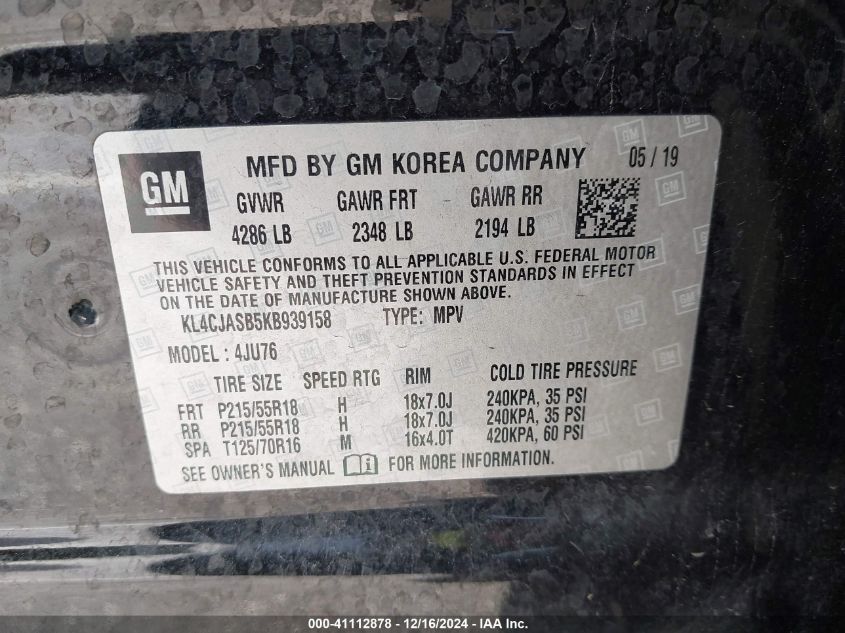 GM MFD BY GM KOREA COMPANY 05 / 19
GVWR GAWR FRT GAWR RR
4286 LB 2348 LB 2194 LB
THIS VEHICLE CONFORMS TO ALL APPLICABLE U.S. FEDERAL MOTOR
VEHICLE SAFETY AND THEFT PREVENTION STANDARDS IN EFFECT
ON THE DATE OF MANUFACTURE SHOWN ABOVE.
KL4CJASB5KB939158 TYPE: MPV
MODEL : 4JU76
TIRE SIZE SPEED RTG RIM COLD TIRE PRESSURE
FRT P215/55R18 H 18x7.0J 240KPA, 35 PSI
RR P215/55R18 H 18x7.0J 240KPA, 35 PSI
SPA T125/70R16 M 16x4.0T 420KPA, 60 PSI
SEE OWNER'S MANUAL i FOR MORE INFORMATION.
000-41112878 - 12/16/2024 - IAA Inc.